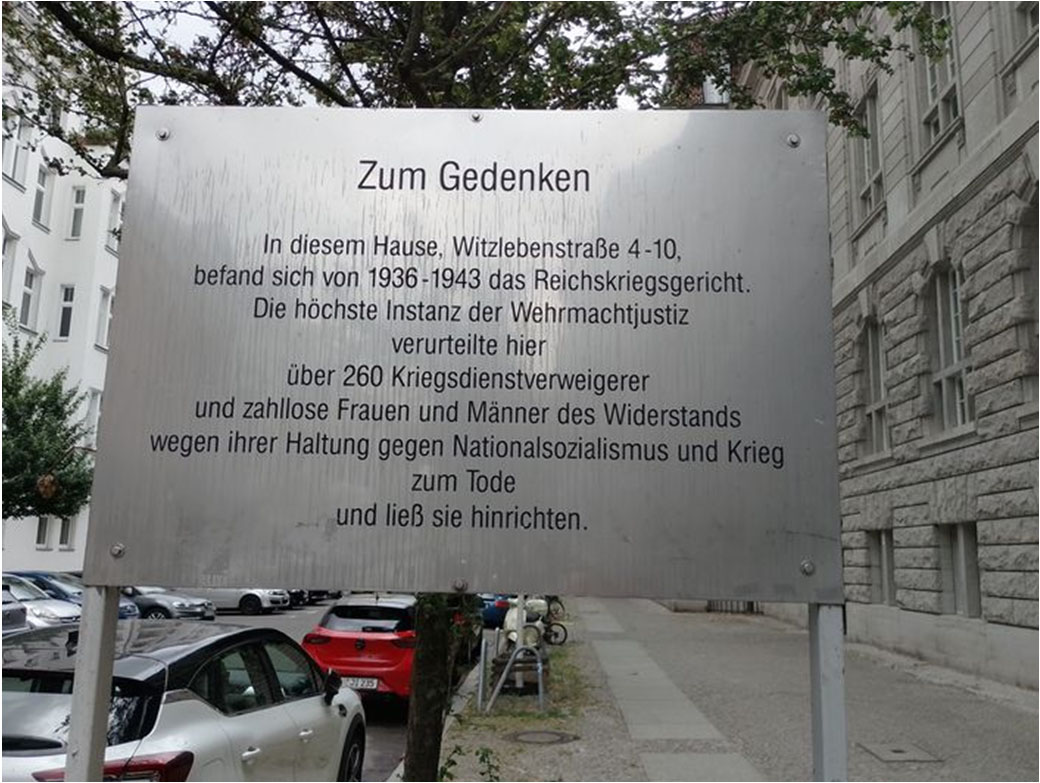 Zum Gedenken
In diesem Hause, Witzlebenstraße 4-10,
befand sich von 1936-1943 das Reichskriegsgericht.
Die höchste Instanz der Wehrmachtjustiz
verurteilte hier
über 260 Kriegsdienstverweigerer
und zahllose Frauen und Männer des Widerstands
wegen ihrer Haltung gegen Nationalsozialismus und Krieg
zum Tode
und ließ sie hinrichten.